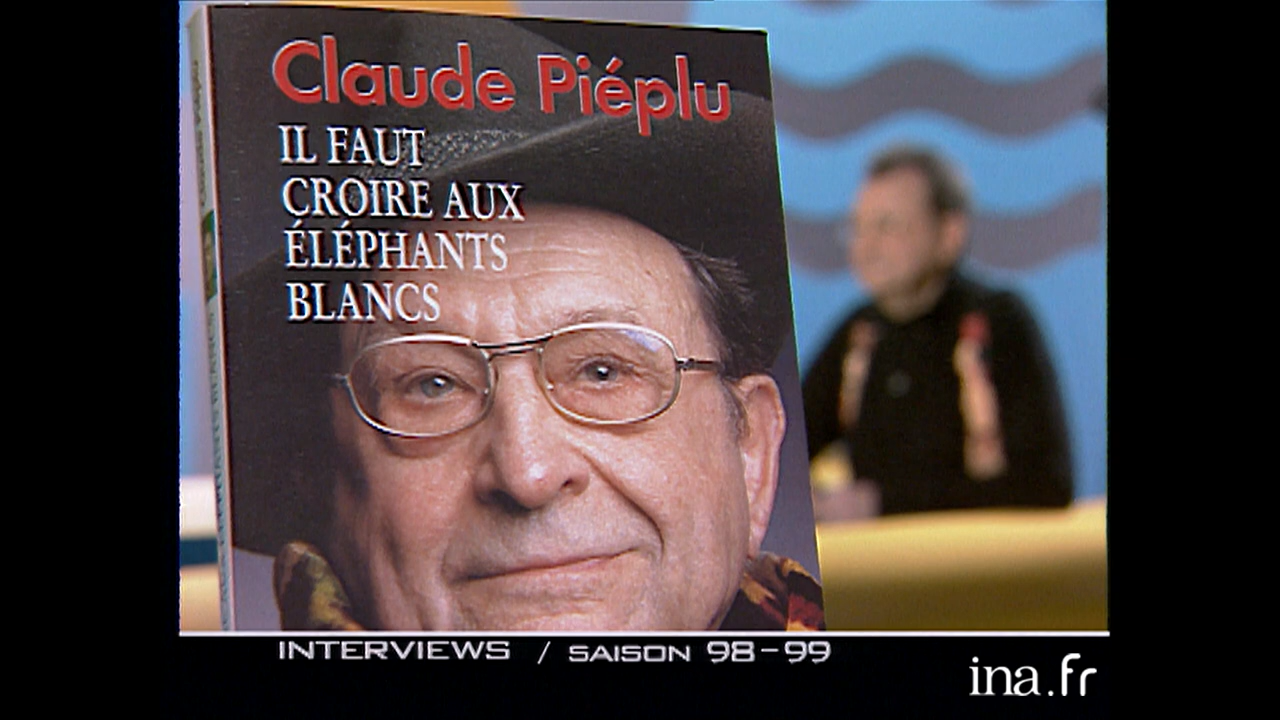 Claude Piéplu
IL FAUT
CROIRE AUX
ÉLÉPHANTS
BLANCS
INTERVIEWS / SAISON 98-99
ina.fr